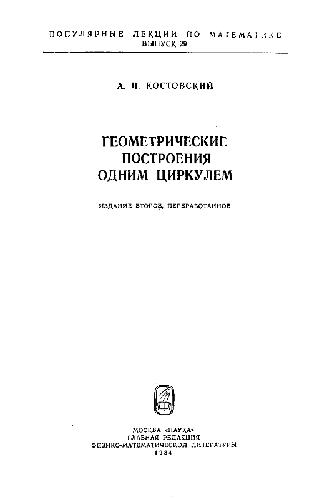 ПОПУЛЯРНЫЕ ЛЕКЦИИ ПО МАТЕМАТИКЕ
ВЫПУСК 29
А. Н. КОСТОВСКИЙ
ГЕОМЕТРИЧЕСКИЕ
ПОСТРОЕНИЯ
ОДНИМ ЦИРКУЛЕМ
ИЗДАНИЕ ВТОРОЕ, ПЕРЕРАБОТАННОЕ
МОСКВА «НАУКА»
ГЛАВНАЯ РЕДАКЦИЯ
ФИЗИКО-МАТЕМАТИЧЕСКОЙ ЛИТЕРАТУРЫ
1984